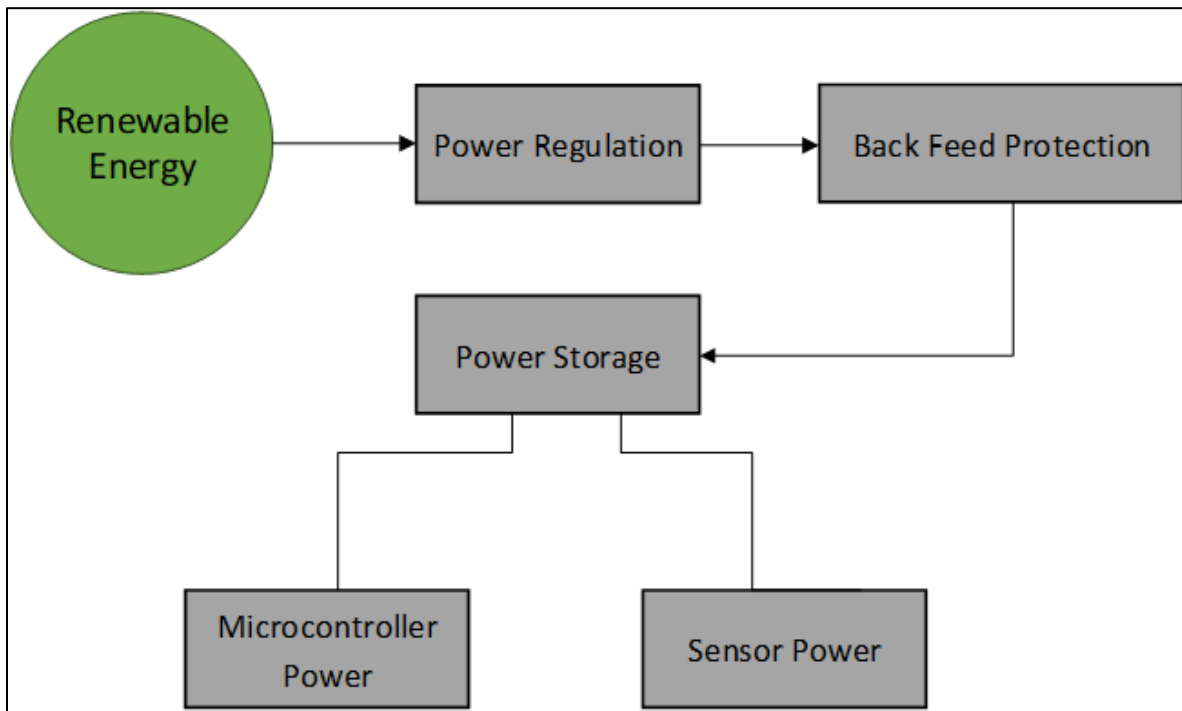 Renewable
Energy
Power Regulation
Back Feed Protection
Power Storage
Microcontroller
Power
Sensor Power